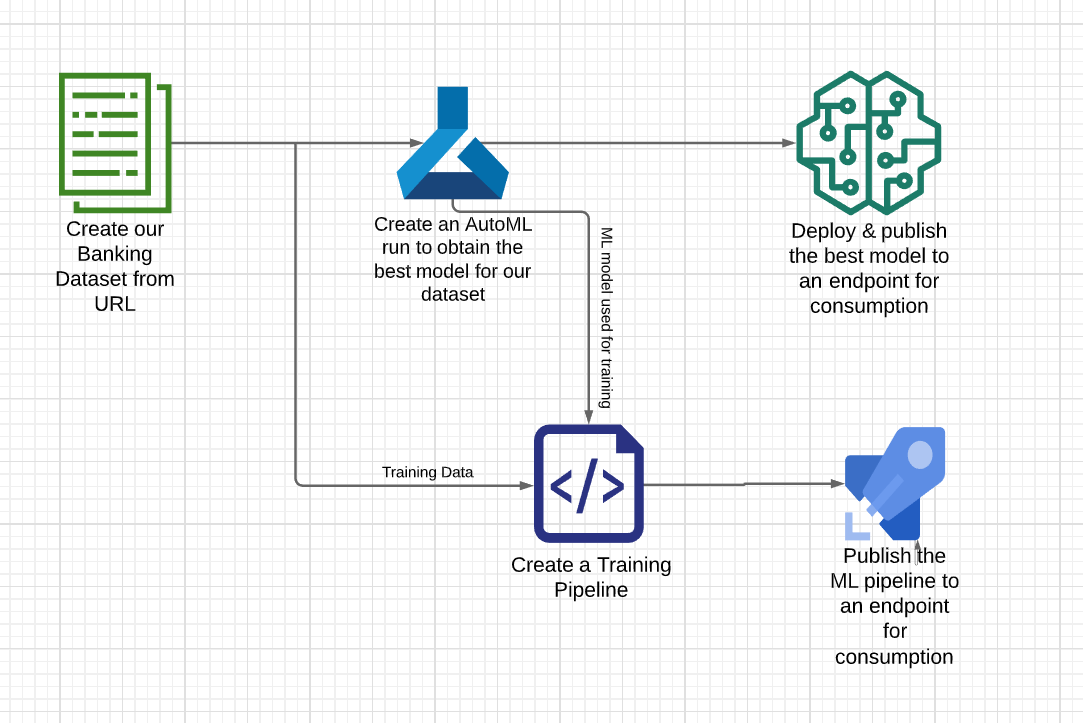 Create our
Banking
Dataset from
URL
Create an AutoML
run to obtain the
best model for our
dataset
Deploy & publish
the best model to
an endpoint for
consumption
ML model used for training
Training Data
</>
Create a Training
Pipeline
Publish the
ML pipeline to
an endpoint
for
consumption